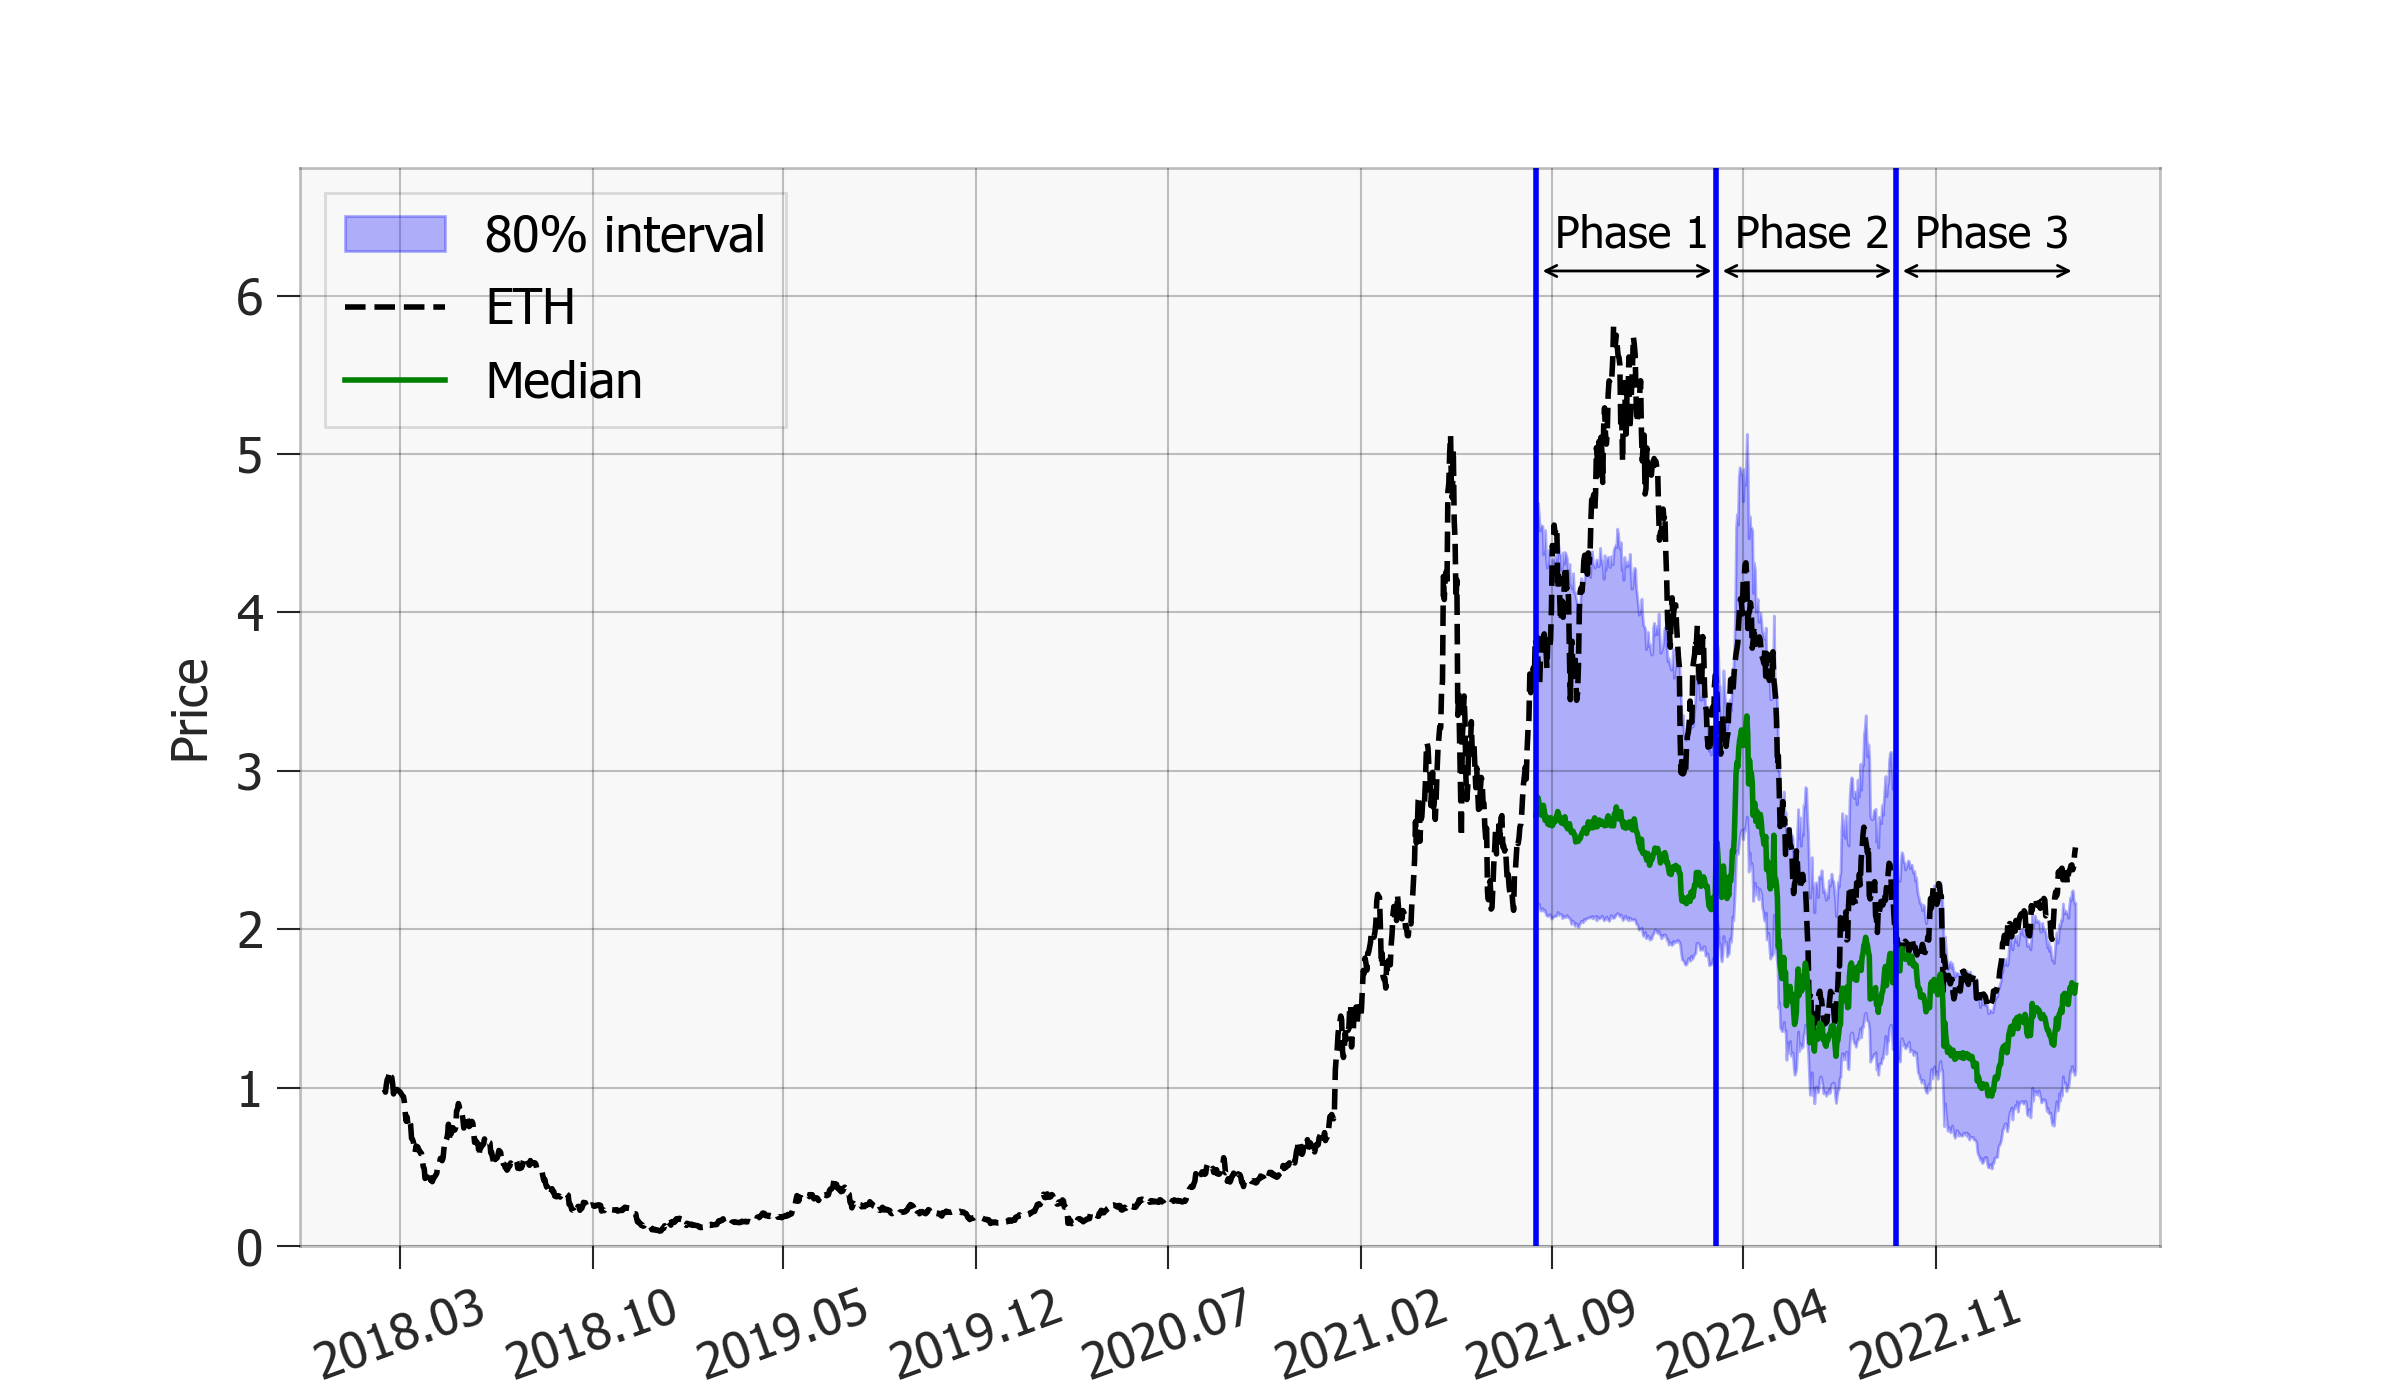 80% interval
ETH
Median
Phase 1
Phase 2
Phase 3
6
5
4
3
2
1
0
Price
2018.03
2018.10
2019.05
2019.12
2020.07
2021.02
2021.09
2022.04
2022.11